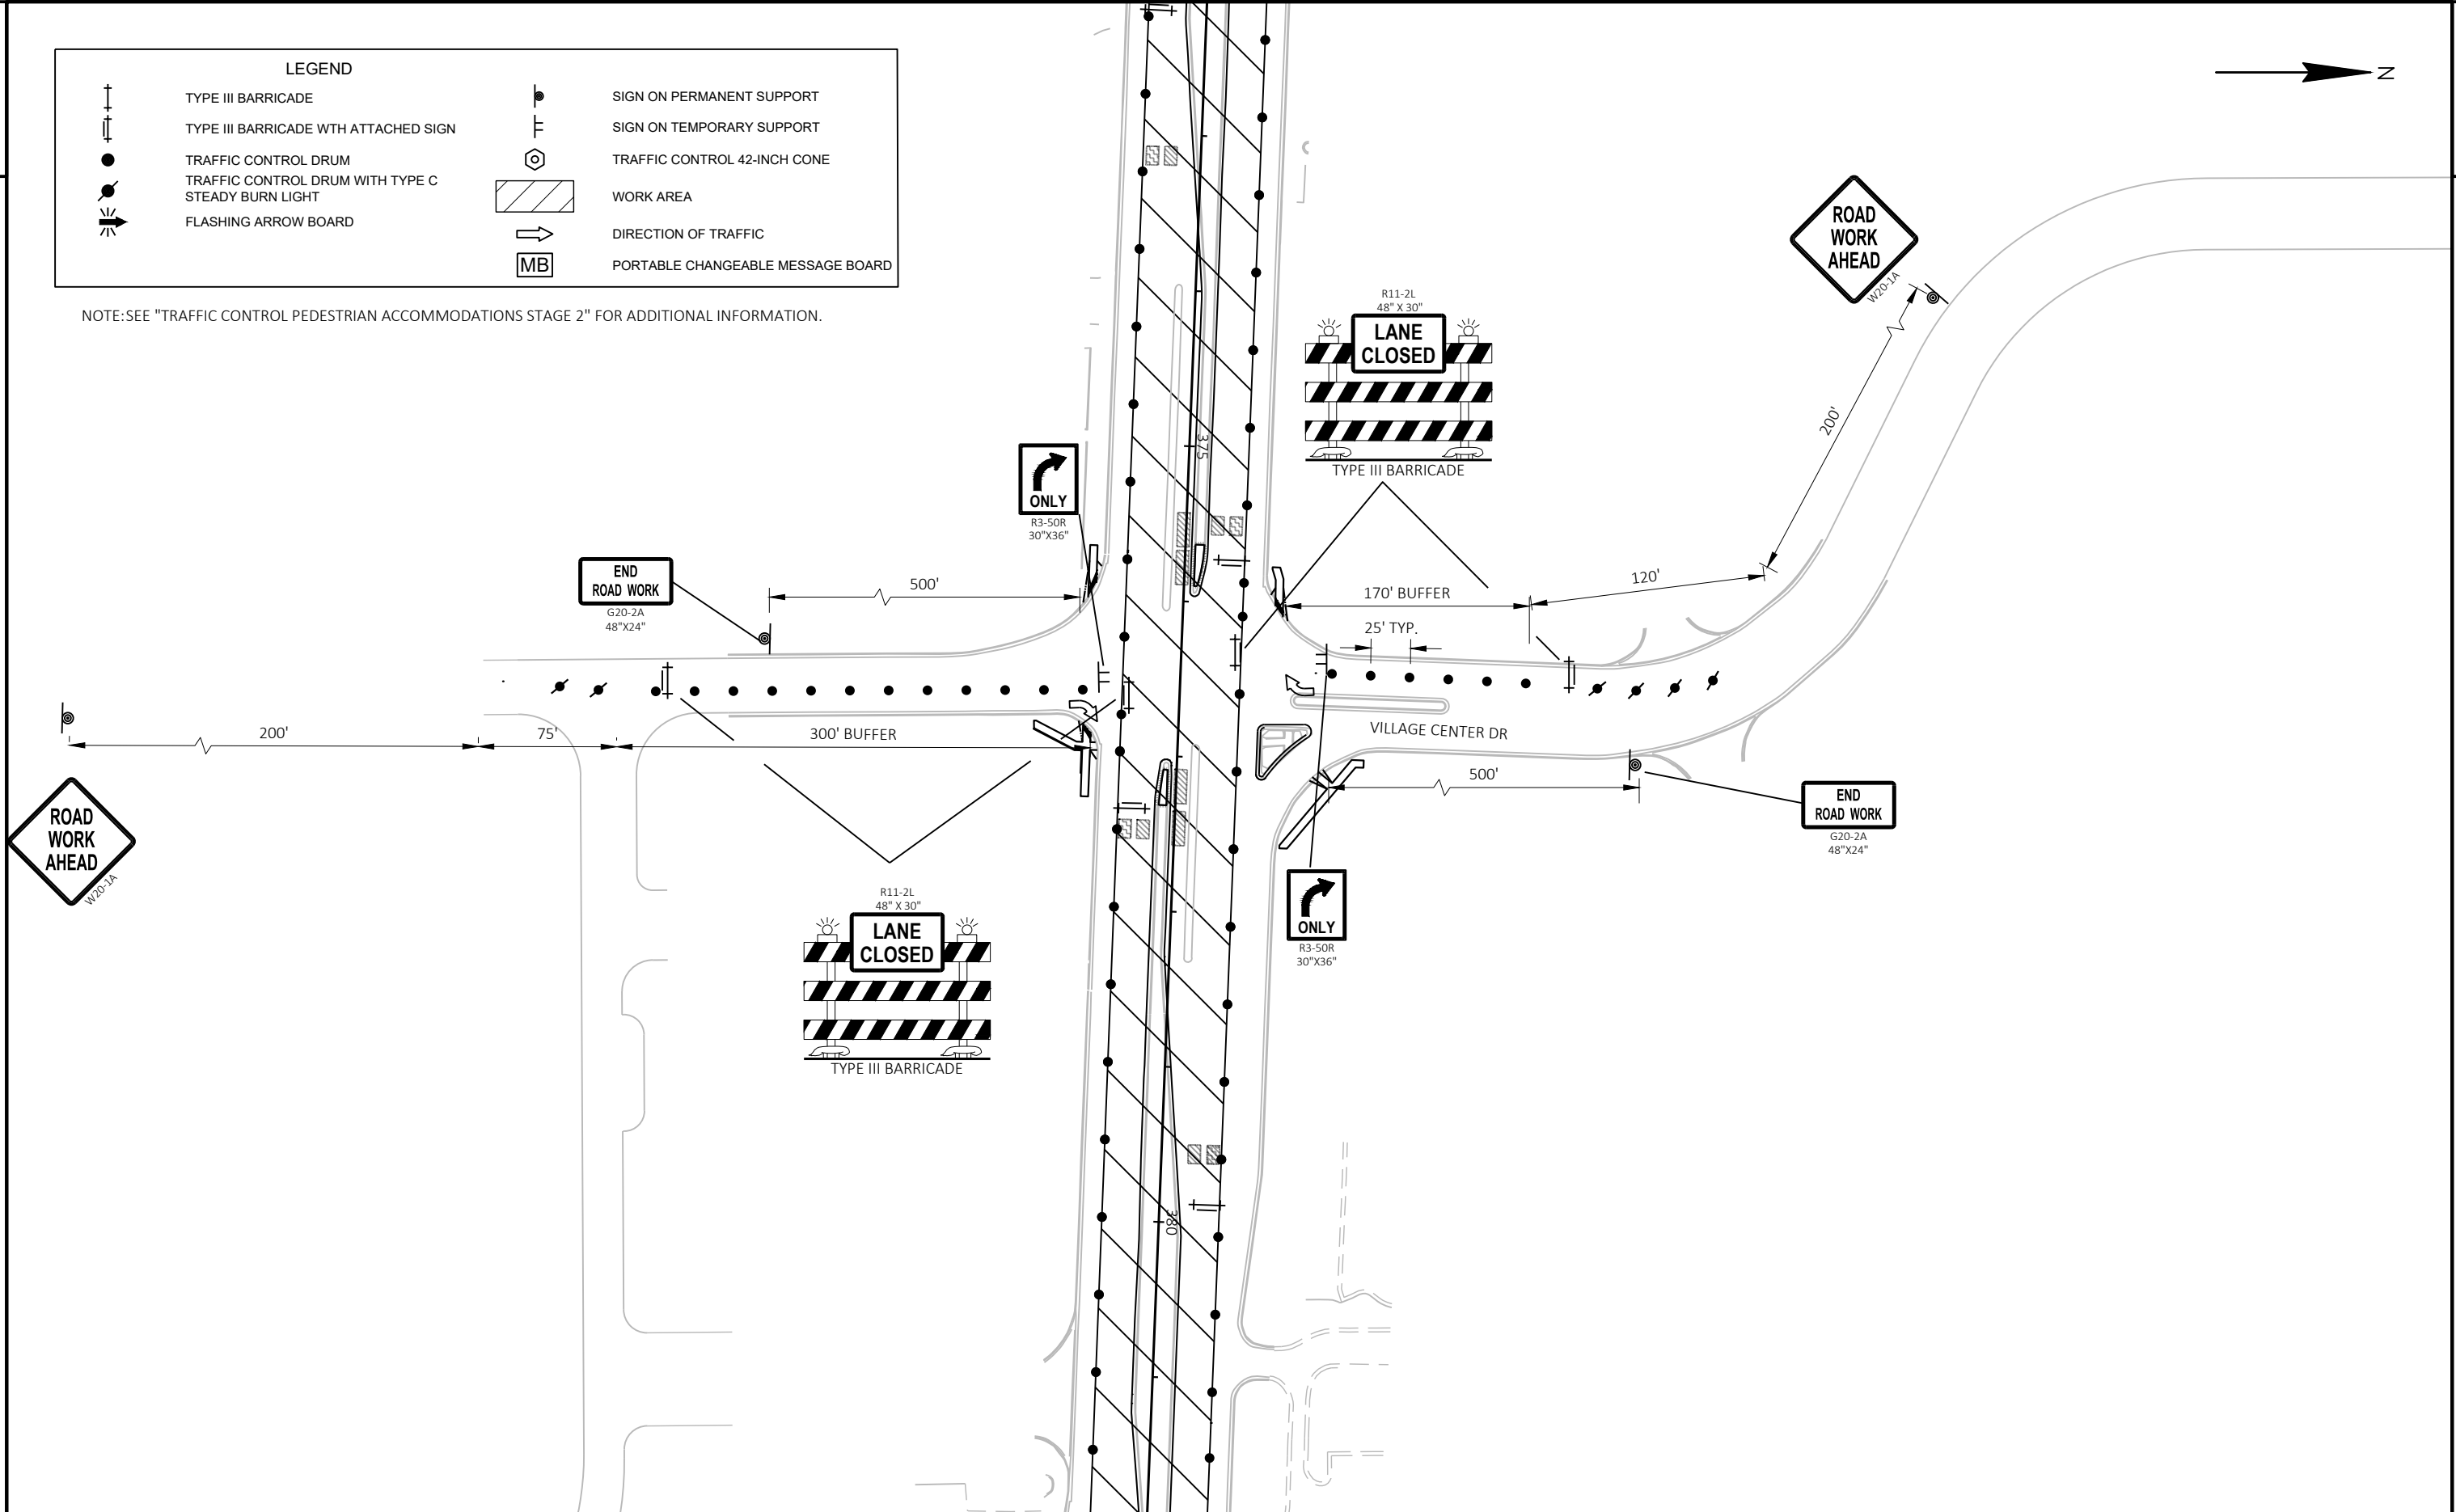 LEGEND
TYPE III BARRICADE
TYPE III BARRICADE WTH ATTACHED SIGN
TRAFFIC CONTROL DRUM
TRAFFIC CONTROL DRUM WITH TYPE C
STEADY BURN LIGHT
FLASHING ARROW BOARD
SIGN ON PERMANENT SUPPORT
SIGN ON TEMPORARY SUPPORT
TRAFFIC CONTROL 42-INCH CONE
WORK AREA
DIRECTION OF TRAFFIC
MB PORTABLE CHANGEABLE MESSAGE BOARD
NOTE: SEE "TRAFFIC CONTROL PEDESTRIAN ACCOMMODATIONS STAGE 2" FOR ADDITIONAL INFORMATION.
N
ROAD
WORK
AHEAD
W20-1A
R11-2L
48" X 30"
LANE
CLOSED
TYPE III BARRICADE
200'
375
ONLY
R3-50R
30"X36"
END
ROAD WORK
G20-2A
48"X24"
500'
170' BUFFER
120'
25' TYP.
VILLAGE CENTER DR
200'
75'
300' BUFFER
500'
ROAD
WORK
AHEAD
W20-1A
END
ROAD WORK
G20-2A
48"X24"
R11-2L
48" X 30"
LANE
CLOSED
TYPE III BARRICADE
ONLY
R3-50R
30"X36"
380